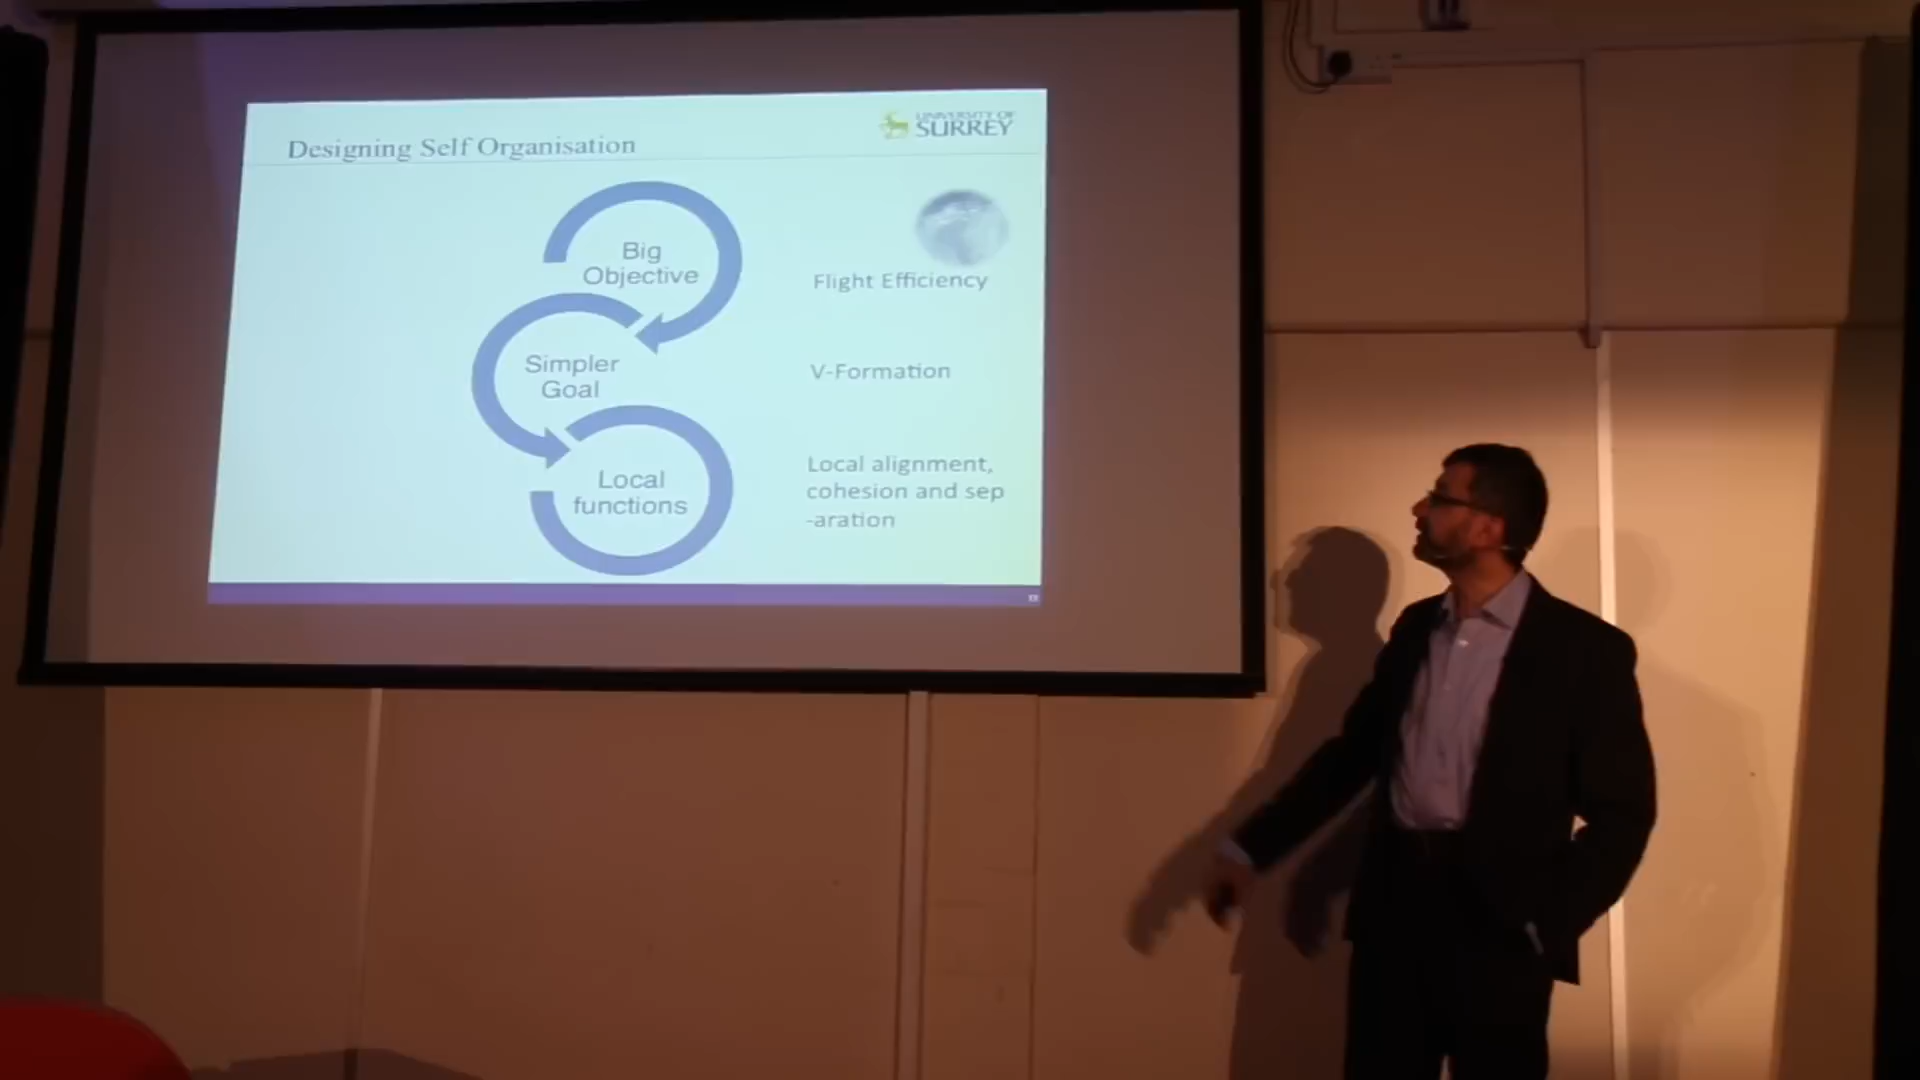 Designing Self Organisation
UNIVERSITY OF
SURREY
Big
Objective
Flight Efficiency
Simpler
Goal
V-Formation
Local
functions
Local alignment,
cohesion and sep
-aration